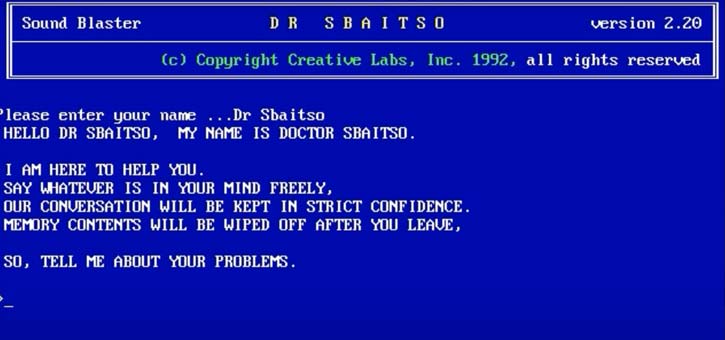 Sound Blaster D R S B A I T S O version 2.20
(c) Copyright Creative Labs, Inc. 1992, all rights reserved
Please enter your name ...Dr Sbaitso
HELLO DR SBAITSO, MY NAME IS DOCTOR SBAITSO.
I AM HERE TO HELP YOU.
SAY WHATEVER IS IN YOUR MIND FREELY,
OUR CONVERSATION WILL BE KEPT IN STRICT CONFIDENCE.
MEMORY CONTENTS WILL BE WIPED OFF AFTER YOU LEAVE,
SO, TELL ME ABOUT YOUR PROBLEMS.
>_